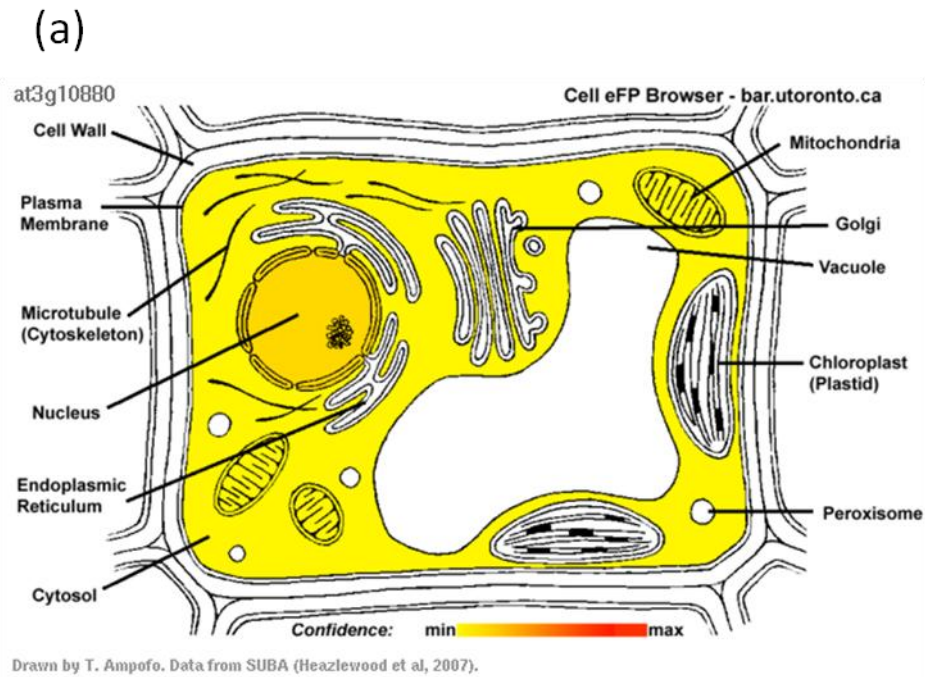 (a)
at3g10880
Cell eFP Browser - bar.utoronto.ca
Cell Wall
Mitochondria
Plasma
Membrane
Golgi
Vacuole
Microtubule
(Cytoskeleton)
Chloroplast
(Plastid)
Nucleus
Endoplasmic
Reticulum
Peroxisome
Cytosol
Confidence: min max
Drawn by T. Ampofo. Data from SUBA (Heazlewood et al, 2007).